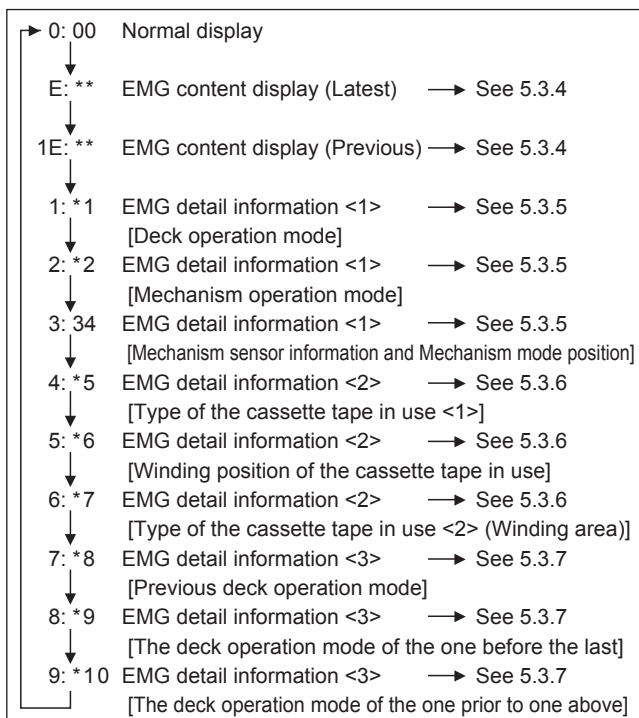 0: 00 Normal display
E: ** EMG content display (Latest) → See 5.3.4
1E: ** EMG content display (Previous) → See 5.3.4
1: *1 EMG detail information <1> → See 5.3.5
[Deck operation mode]
2: *2 EMG detail information <1> → See 5.3.5
[Mechanism operation mode]
3: 34 EMG detail information <1> → See 5.3.5
[Mechanism sensor information and Mechanism mode position]
4: *5 EMG detail information <2> → See 5.3.6
[Type of the cassette tape in use <1>]
5: *6 EMG detail information <2> → See 5.3.6
[Winding position of the cassette tape in use]
6: *7 EMG detail information <2> → See 5.3.6
[Type of the cassette tape in use <2> (Winding area)]
7: *8 EMG detail information <3> → See 5.3.7
[Previous deck operation mode]
8: *9 EMG detail information <3> → See 5.3.7
[The deck operation mode of the one before the last]
9: *10 EMG detail information <3> → See 5.3.7
[The deck operation mode of the one prior to one above]